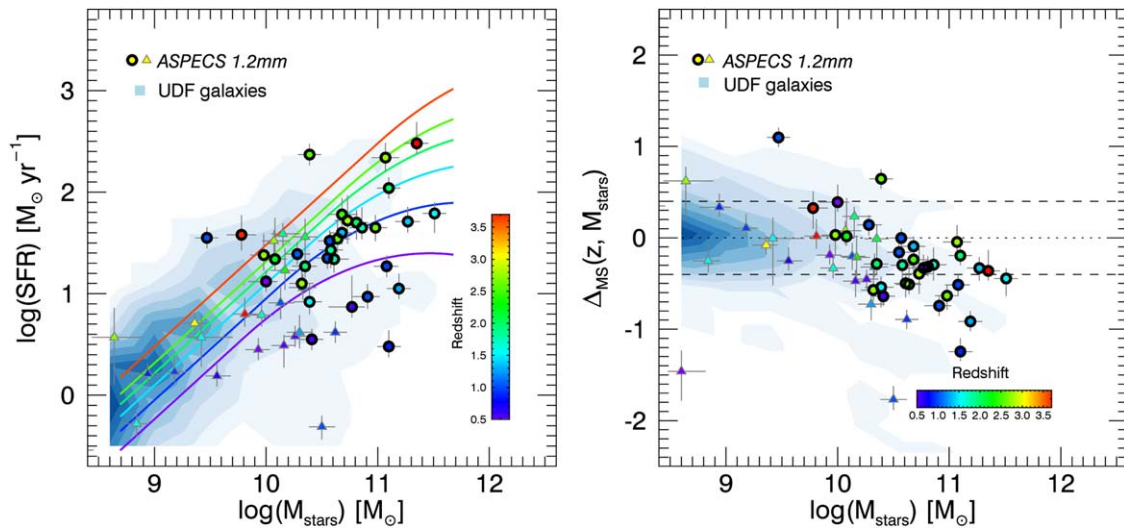 ASPECS 1.2mm
UDF galaxies
log(SFR) [M⊙ yr⁻¹]
3
2
1
0
Redshift
3.5
3.0
2.5
2.0
1.5
1.0
0.5
9 10 11 12
log(Mstars) [M⊙]
ASPECS 1.2mm
UDF galaxies
ΔMS(z, Mstars)
2
1
0
-1
-2
Redshift
0.5 1.0 1.5 2.0 2.5 3.0 3.5
9 10 11 12
log(Mstars) [M⊙]